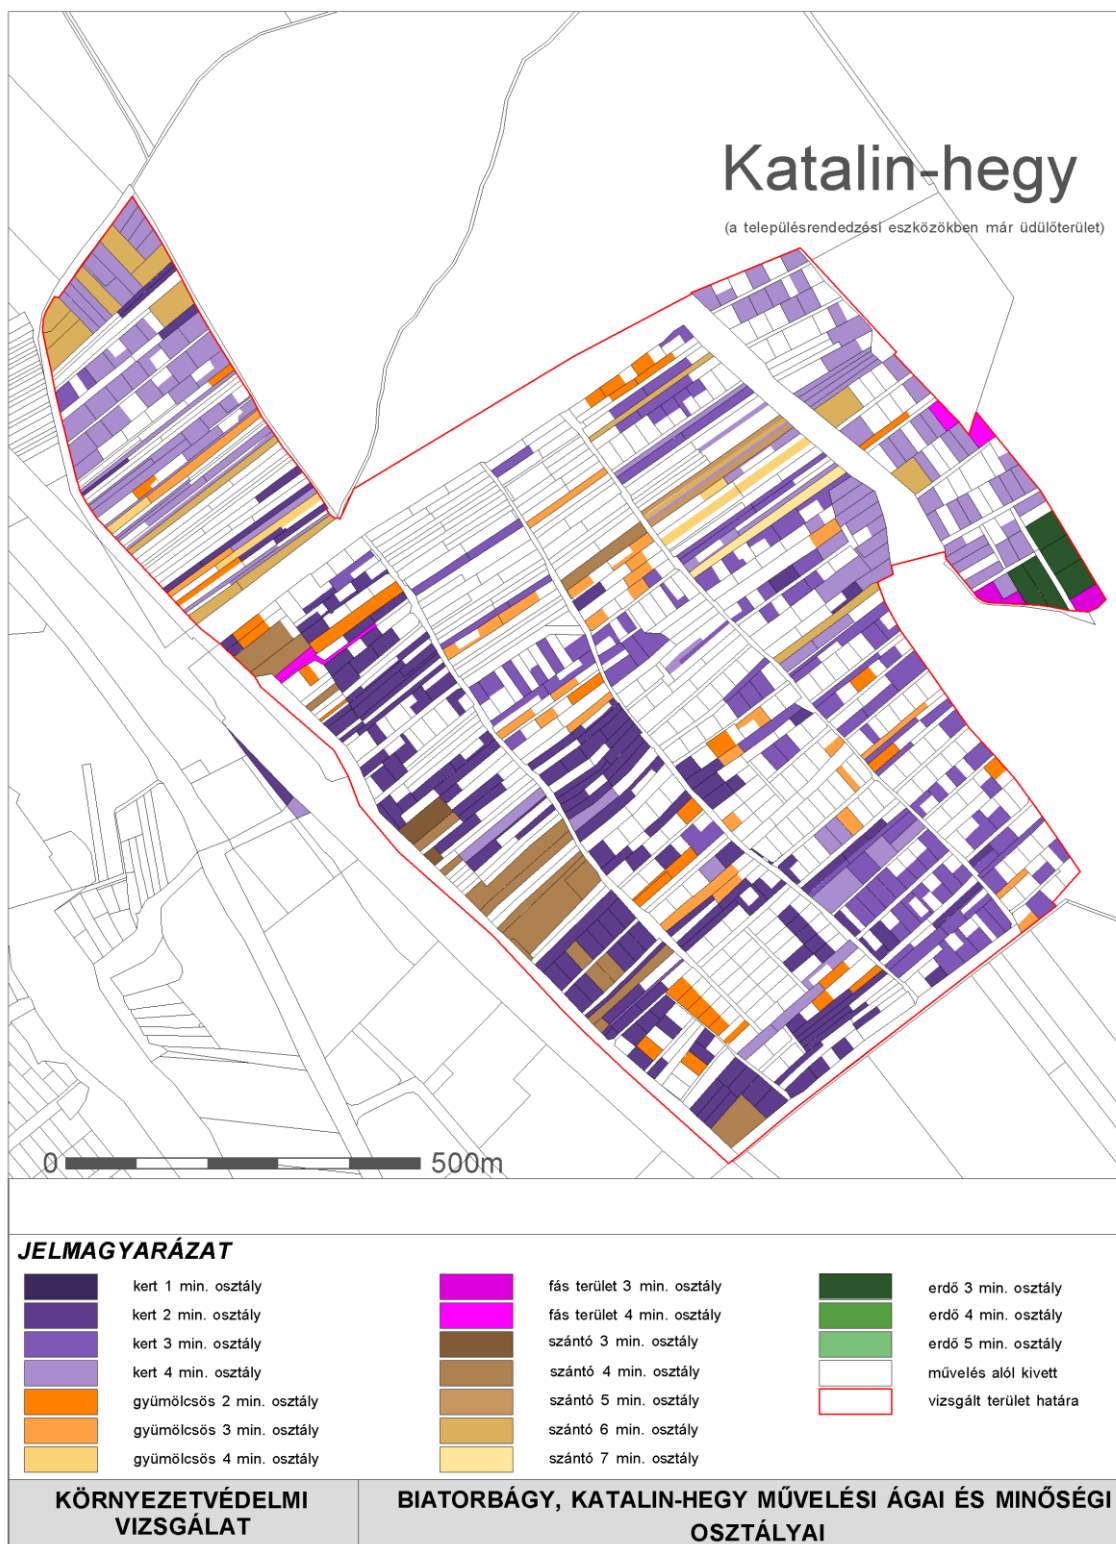 Katalin-hegy
(a településrendedzési eszközökben már üdülőterület)
0 500m
JELMAGYARÁZAT
kert 1 min. osztály
kert 2 min. osztály
kert 3 min. osztály
kert 4 min. osztály
gyümölcsös 2 min. osztály
gyümölcsös 3 min. osztály
gyümölcsös 4 min. osztály
fás terület 3 min. osztály
fás terület 4 min. osztály
szántó 3 min. osztály
szántó 4 min. osztály
szántó 5 min. osztály
szántó 6 min. osztály
szántó 7 min. osztály
erdő 3 min. osztály
erdő 4 min. osztály
erdő 5 min. osztály
művelés alól kivett
vizsgált terület határa
KÖRNYEZETVÉDELMI
VIZSGÁLAT
BIATORBÁGY, KATALIN-HEGY MŰVELÉSI ÁGAI ÉS MINŐSÉGI
OSZTÁLYAI